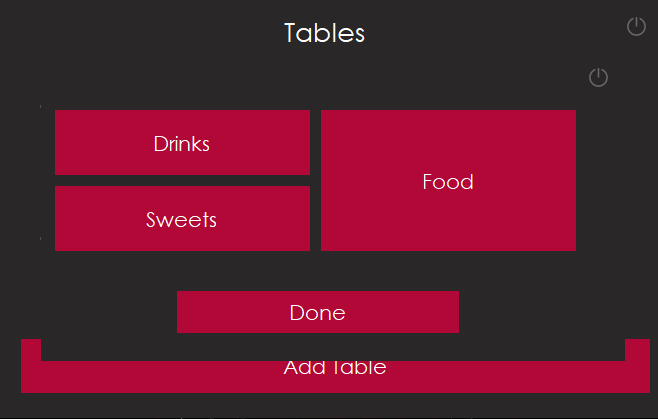 Tables
Drinks
Food
Sweets
Done
Add Table